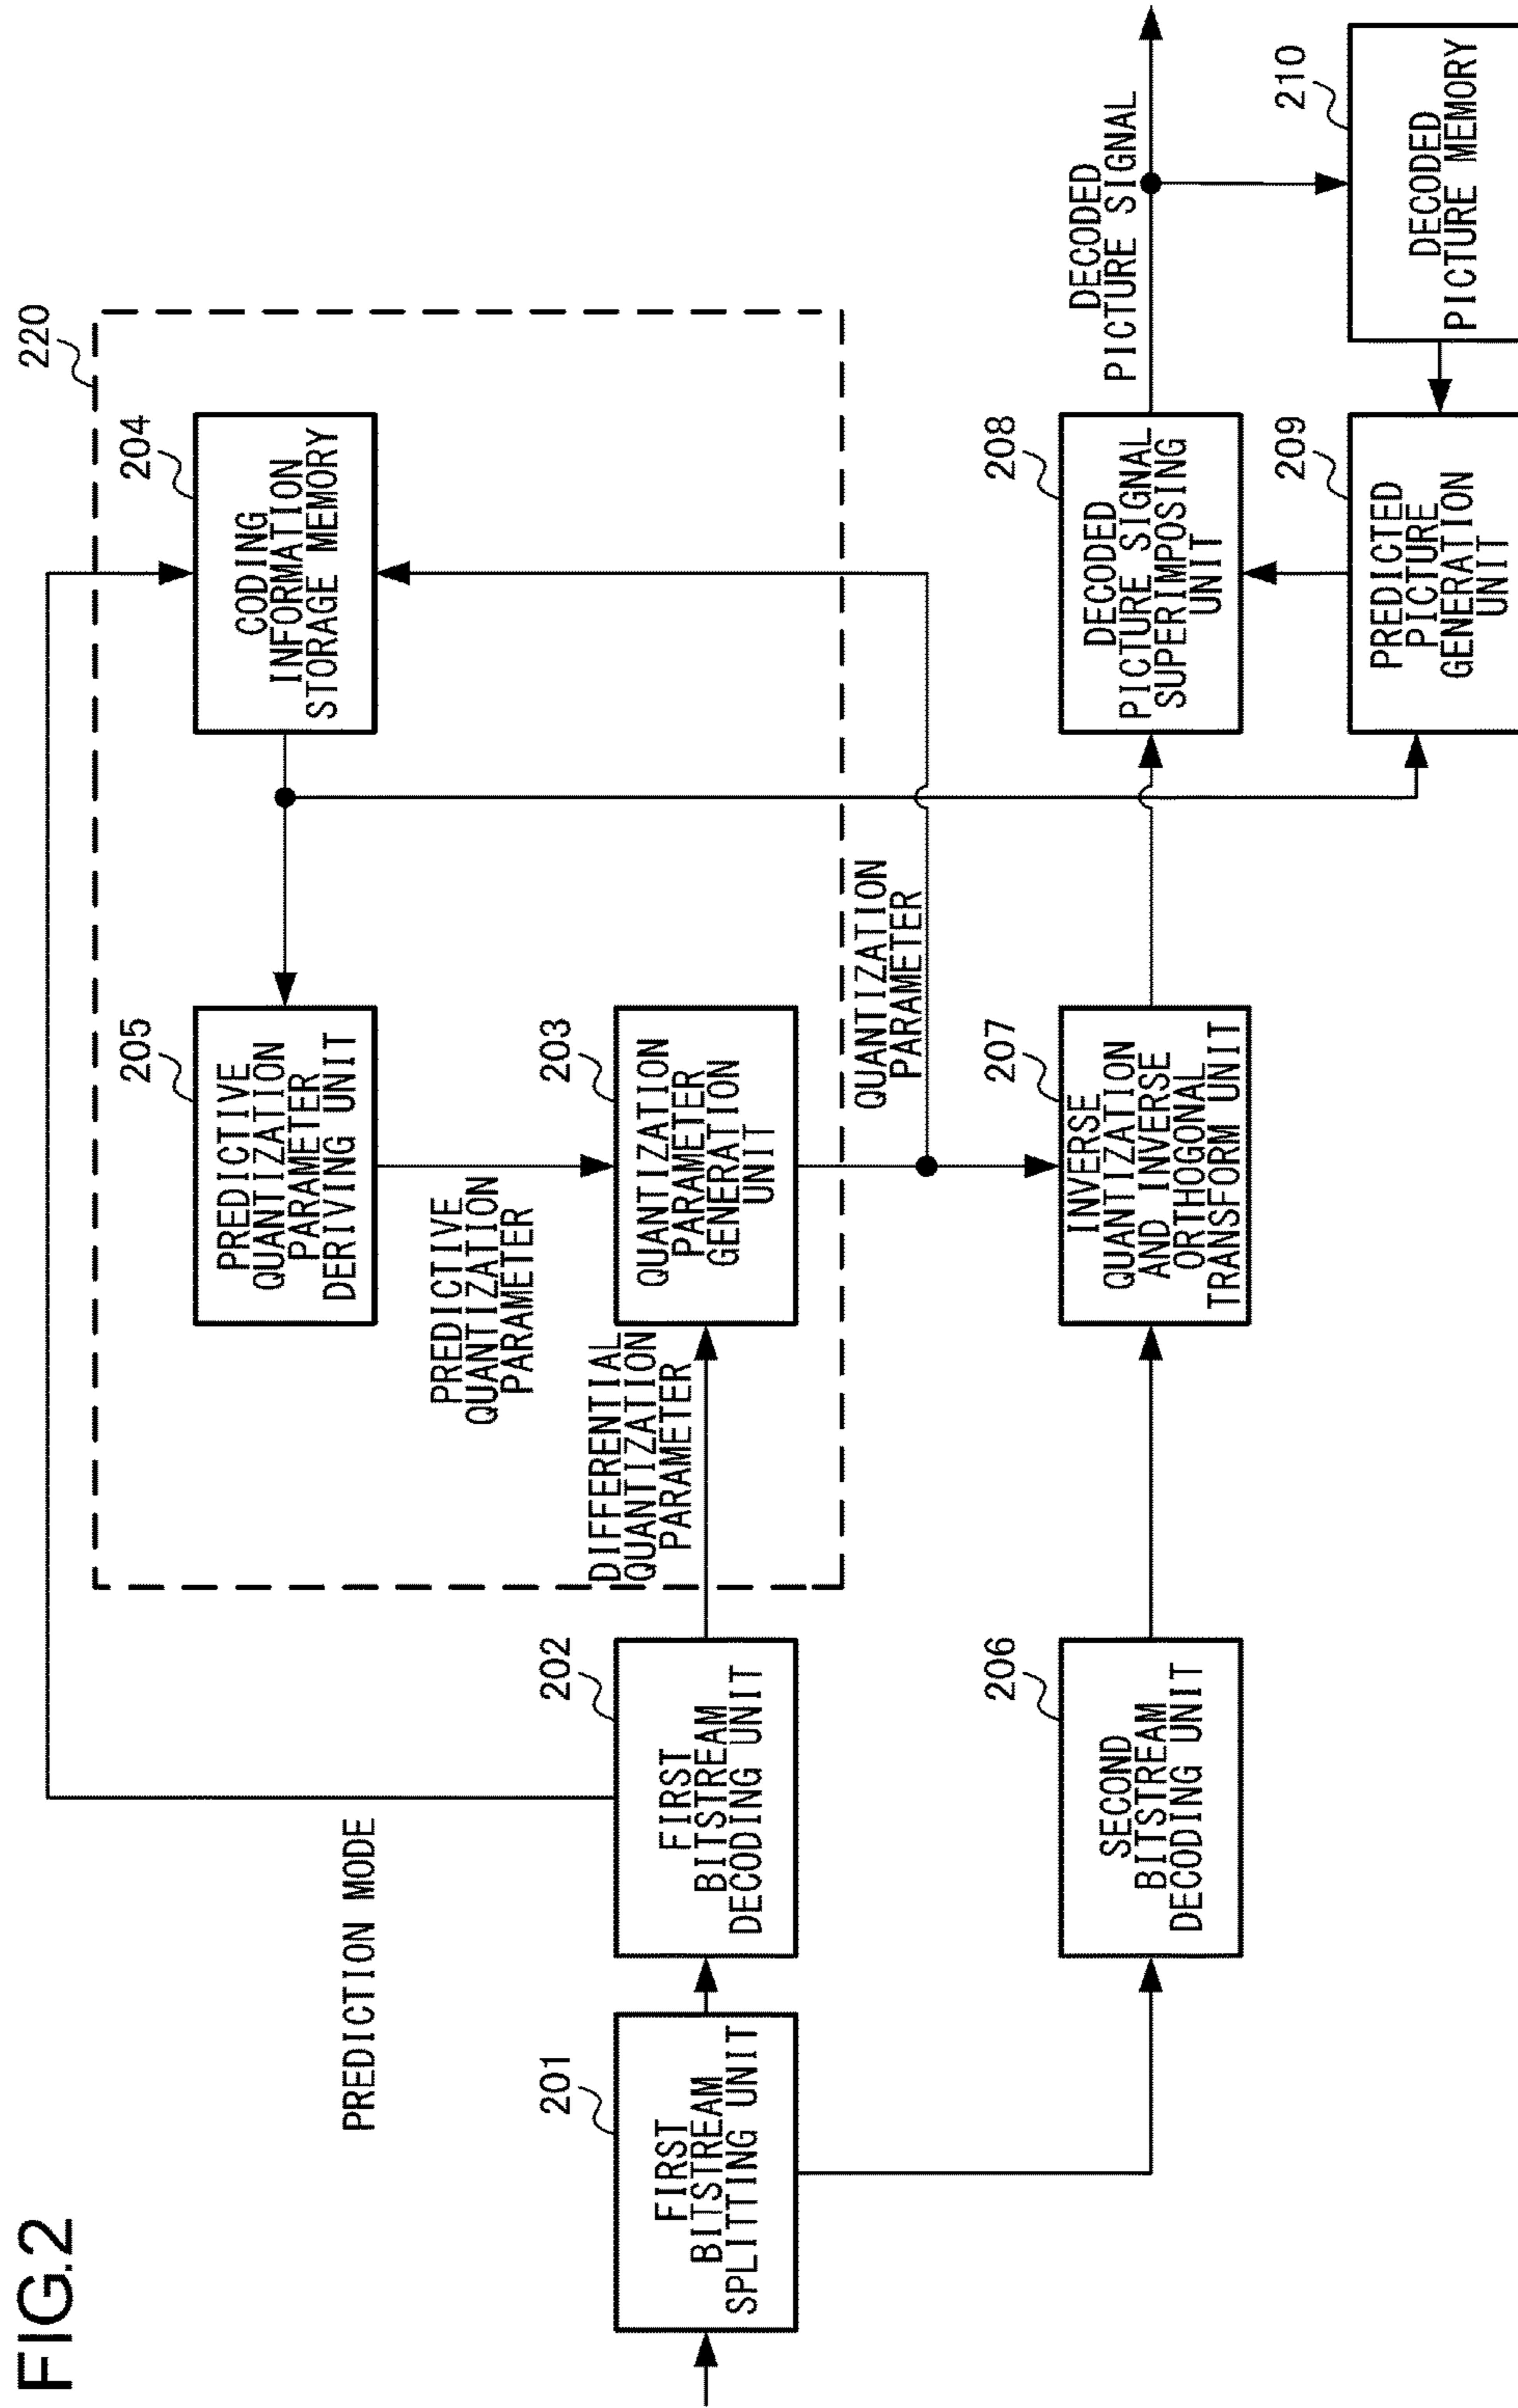 FIG.2
220
204
CODING
INFORMATION
STORAGE MEMORY
205
PREDICTIVE
QUANTIZATION
PARAMETER
DERIVING UNIT
PREDICTION MODE
PREDICTIVE
QUANTIZATION
PARAMETER
201
FIRST
BITSTREAM
SPLITTING UNIT
202
FIRST
BITSTREAM
DECODING UNIT
DIFFERENTIAL
QUANTIZATION
PARAMETER
203
QUANTIZATION
PARAMETER
GENERATION
UNIT
QUANTIZATION
PARAMETER
206
SECOND
BITSTREAM
DECODING UNIT
207
INVERSE
QUANTIZATION
AND INVERSE
ORTHOGONAL
TRANSFORM UNIT
208
DECODED
PICTURE SIGNAL
SUPERIMPOSING
UNIT
DECODED
PICTURE SIGNAL
209
PREDICTED
PICTURE
GENERATION
UNIT
210
DECODED
PICTURE MEMORY